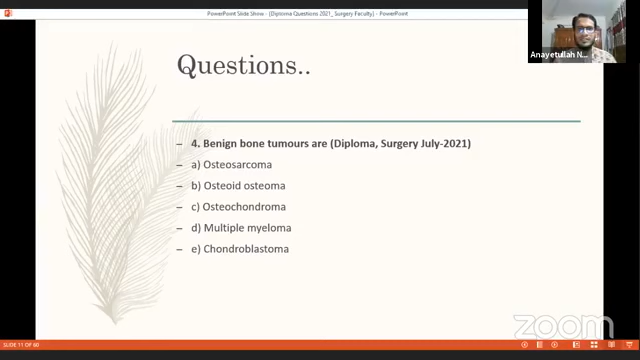 PowerPoint Slide Show - [Diploma Questions 2021_ Surgery Faculty] - PowerPoint
Anayetullah N...
Questions..
– 4. Benign bone tumours are (Diploma, Surgery July-2021)
– a) Osteosarcoma
– b) Osteoid osteoma
– c) Osteochondroma
– d) Multiple myeloma
– e) Chondroblastoma
zoom
SLIDE 11 OF 60